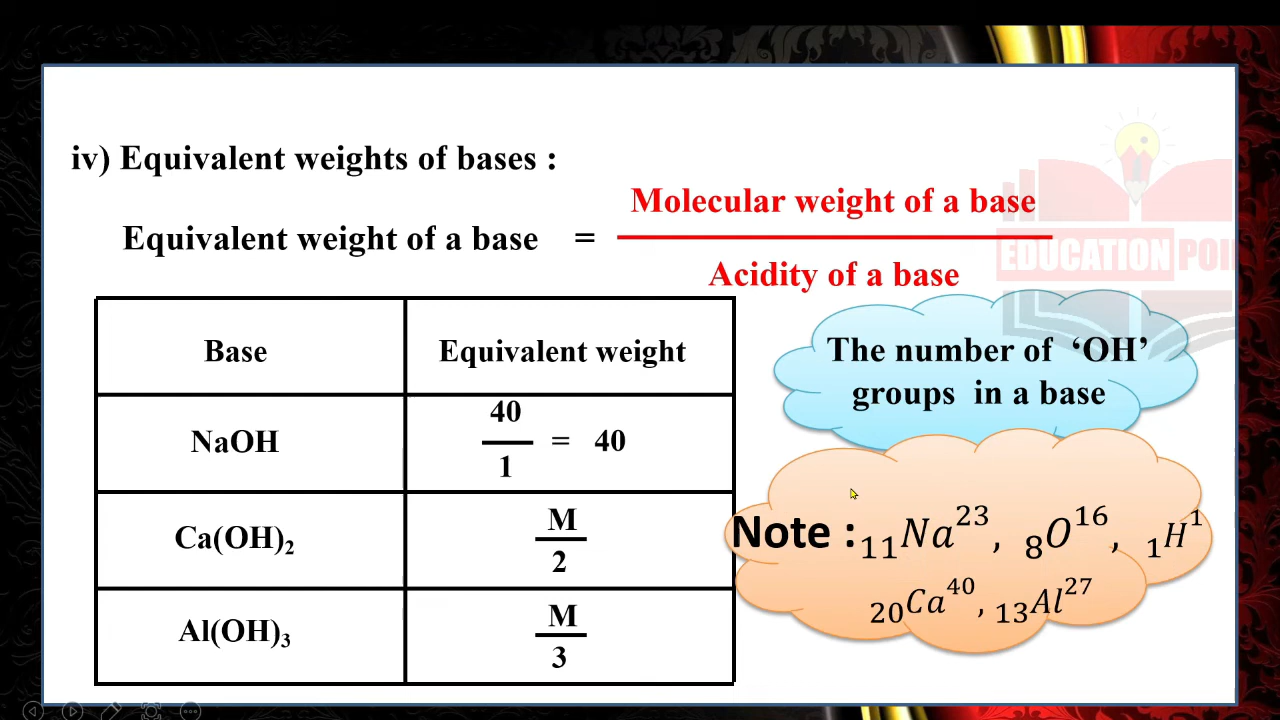 iv) Equivalent weights of bases :
Molecular weight of a base
Equivalent weight of a base =
Acidity of a base
EDUCATION POI
Base
Equivalent weight
The number of ‘OH’
groups in a base
NaOH
40
1
= 40
Ca(OH)₂
M
2
Note : ₁₁Na²³, ₈O¹⁶, ₁H¹
₂₀Ca⁴⁰, ₁₃Al²⁷
Al(OH)₃
M
3